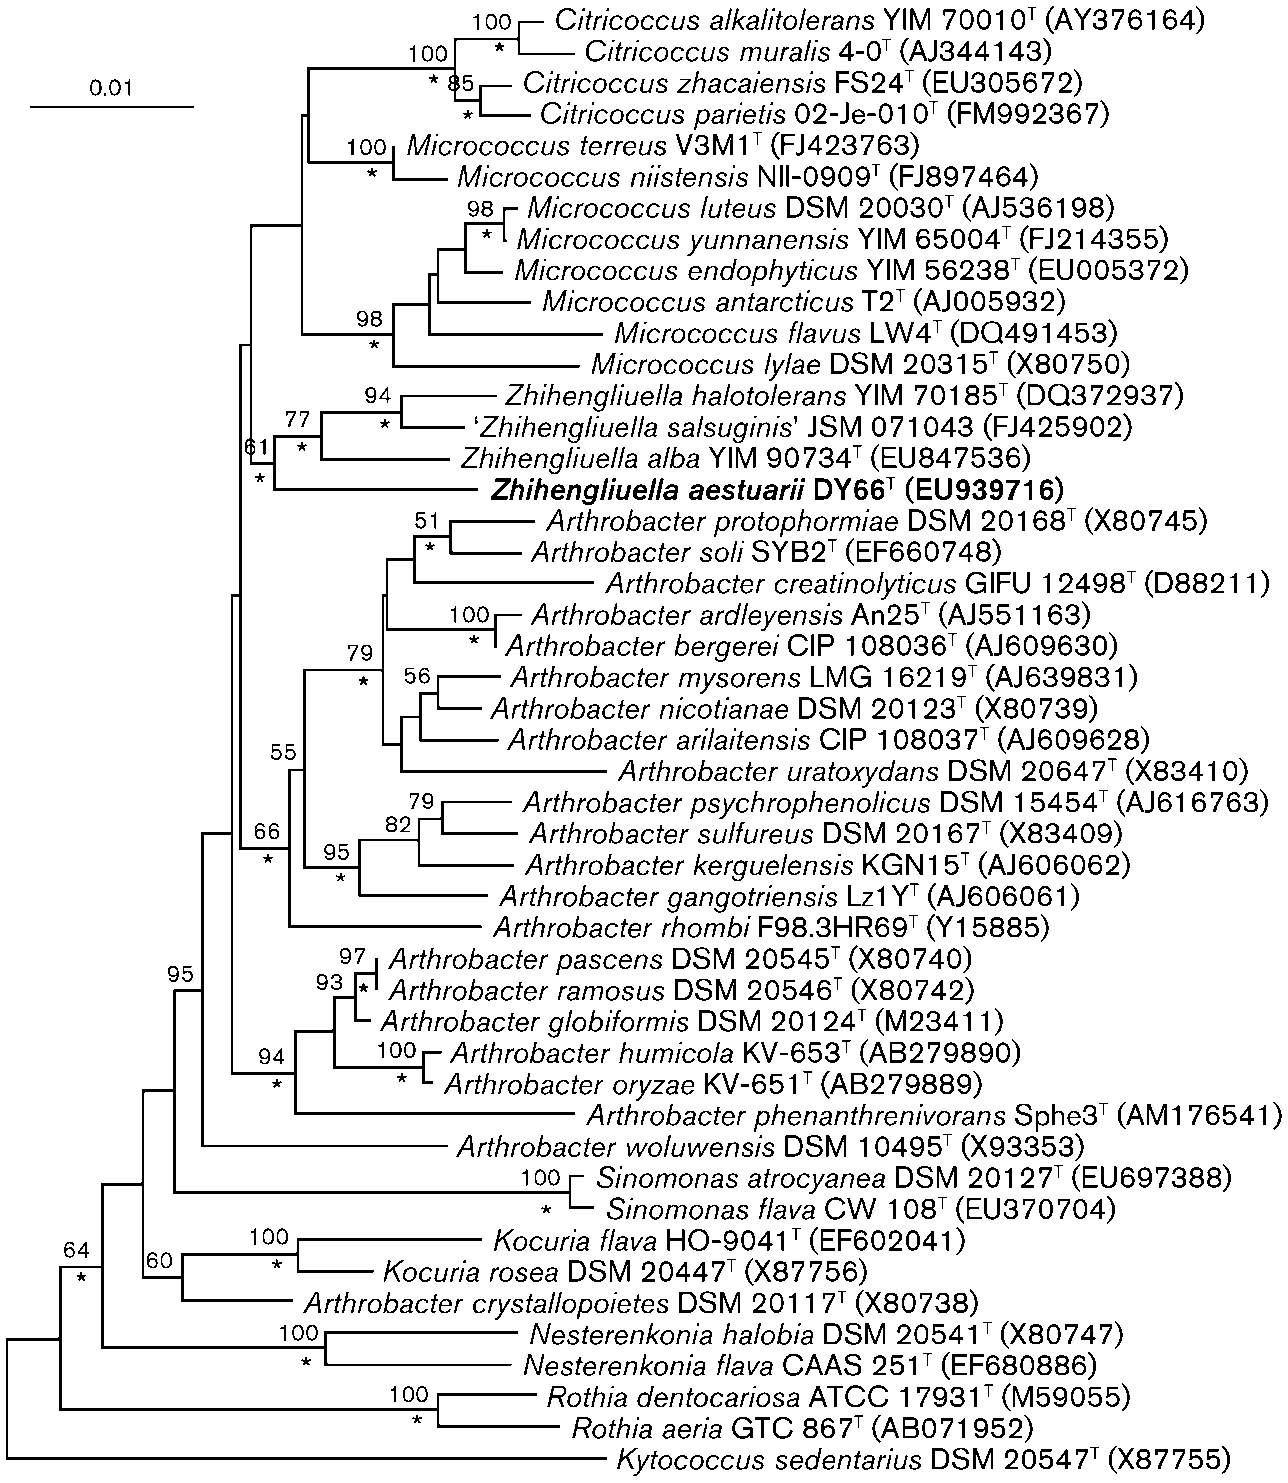 100 Citricoccus alkalitolerans YIM 70010ᵀ (AY376164)
* Citricoccus muralis 4-0ᵀ (AJ344143)
100
* 85 Citricoccus zhacaiensis FS24ᵀ (EU305672)
0.01
* Citricoccus parietis 02-Je-010ᵀ (FM992367)
100 Micrococcus terreus V3M1ᵀ (FJ423763)
* Micrococcus niistensis NII-0909ᵀ (FJ897464)
98 Micrococcus luteus DSM 20030ᵀ (AJ536198)
* Micrococcus yunnanensis YIM 65004ᵀ (FJ214355)
Micrococcus endophyticus YIM 56238ᵀ (EU005372)
Micrococcus antarcticus T2ᵀ (AJ005932)
98 Micrococcus flavus LW4ᵀ (DQ491453)
* Micrococcus lylae DSM 20315ᵀ (X80750)
94 Zhihengliuella halotolerans YIM 70185ᵀ (DQ372937)
77 * ‘Zhihengliuella salsuginis’ JSM 071043 (FJ425902)
61 * Zhihengliuella alba YIM 90734ᵀ (EU847536)
* Zhihengliuella aestuarii DY66ᵀ (EU939716)
51 Arthrobacter protophormiae DSM 20168ᵀ (X80745)
* Arthrobacter soli SYB2ᵀ (EF660748)
Arthrobacter creatinolyticus GIFU 12498ᵀ (D88211)
100 Arthrobacter ardleyensis An25ᵀ (AJ551163)
* Arthrobacter bergerei CIP 108036ᵀ (AJ609630)
79
* 56 Arthrobacter mysorens LMG 16219ᵀ (AJ639831)
Arthrobacter nicotianae DSM 20123ᵀ (X80739)
Arthrobacter arilaitensis CIP 108037ᵀ (AJ609628)
55
Arthrobacter uratoxydans DSM 20647ᵀ (X83410)
79 Arthrobacter psychrophenolicus DSM 15454ᵀ (AJ616763)
66 82 Arthrobacter sulfureus DSM 20167ᵀ (X83409)
* 95 Arthrobacter kerguelensis KGN15ᵀ (AJ606062)
* Arthrobacter gangotriensis Lz1Yᵀ (AJ606061)
Arthrobacter rhombi F98.3HR69ᵀ (Y15885)
97 Arthrobacter pascens DSM 20545ᵀ (X80740)
95 93 * Arthrobacter ramosus DSM 20546ᵀ (X80742)
Arthrobacter globiformis DSM 20124ᵀ (M23411)
94 100 Arthrobacter humicola KV-653ᵀ (AB279890)
* * Arthrobacter oryzae KV-651ᵀ (AB279889)
Arthrobacter phenanthrenivorans Sphe3ᵀ (AM176541)
Arthrobacter woluwensis DSM 10495ᵀ (X93353)
100 Sinomonas atrocyanea DSM 20127ᵀ (EU697388)
* Sinomonas flava CW 108ᵀ (EU370704)
100 Kocuria flava HO-9041ᵀ (EF602041)
64 60 * Kocuria rosea DSM 20447ᵀ (X87756)
* Arthrobacter crystallopoietes DSM 20117ᵀ (X80738)
100 Nesterenkonia halobia DSM 20541ᵀ (X80747)
* Nesterenkonia flava CAAS 251ᵀ (EF680886)
100 Rothia dentocariosa ATCC 17931ᵀ (M59055)
* Rothia aeria GTC 867ᵀ (AB071952)
Kytococcus sedentarius DSM 20547ᵀ (X87755)